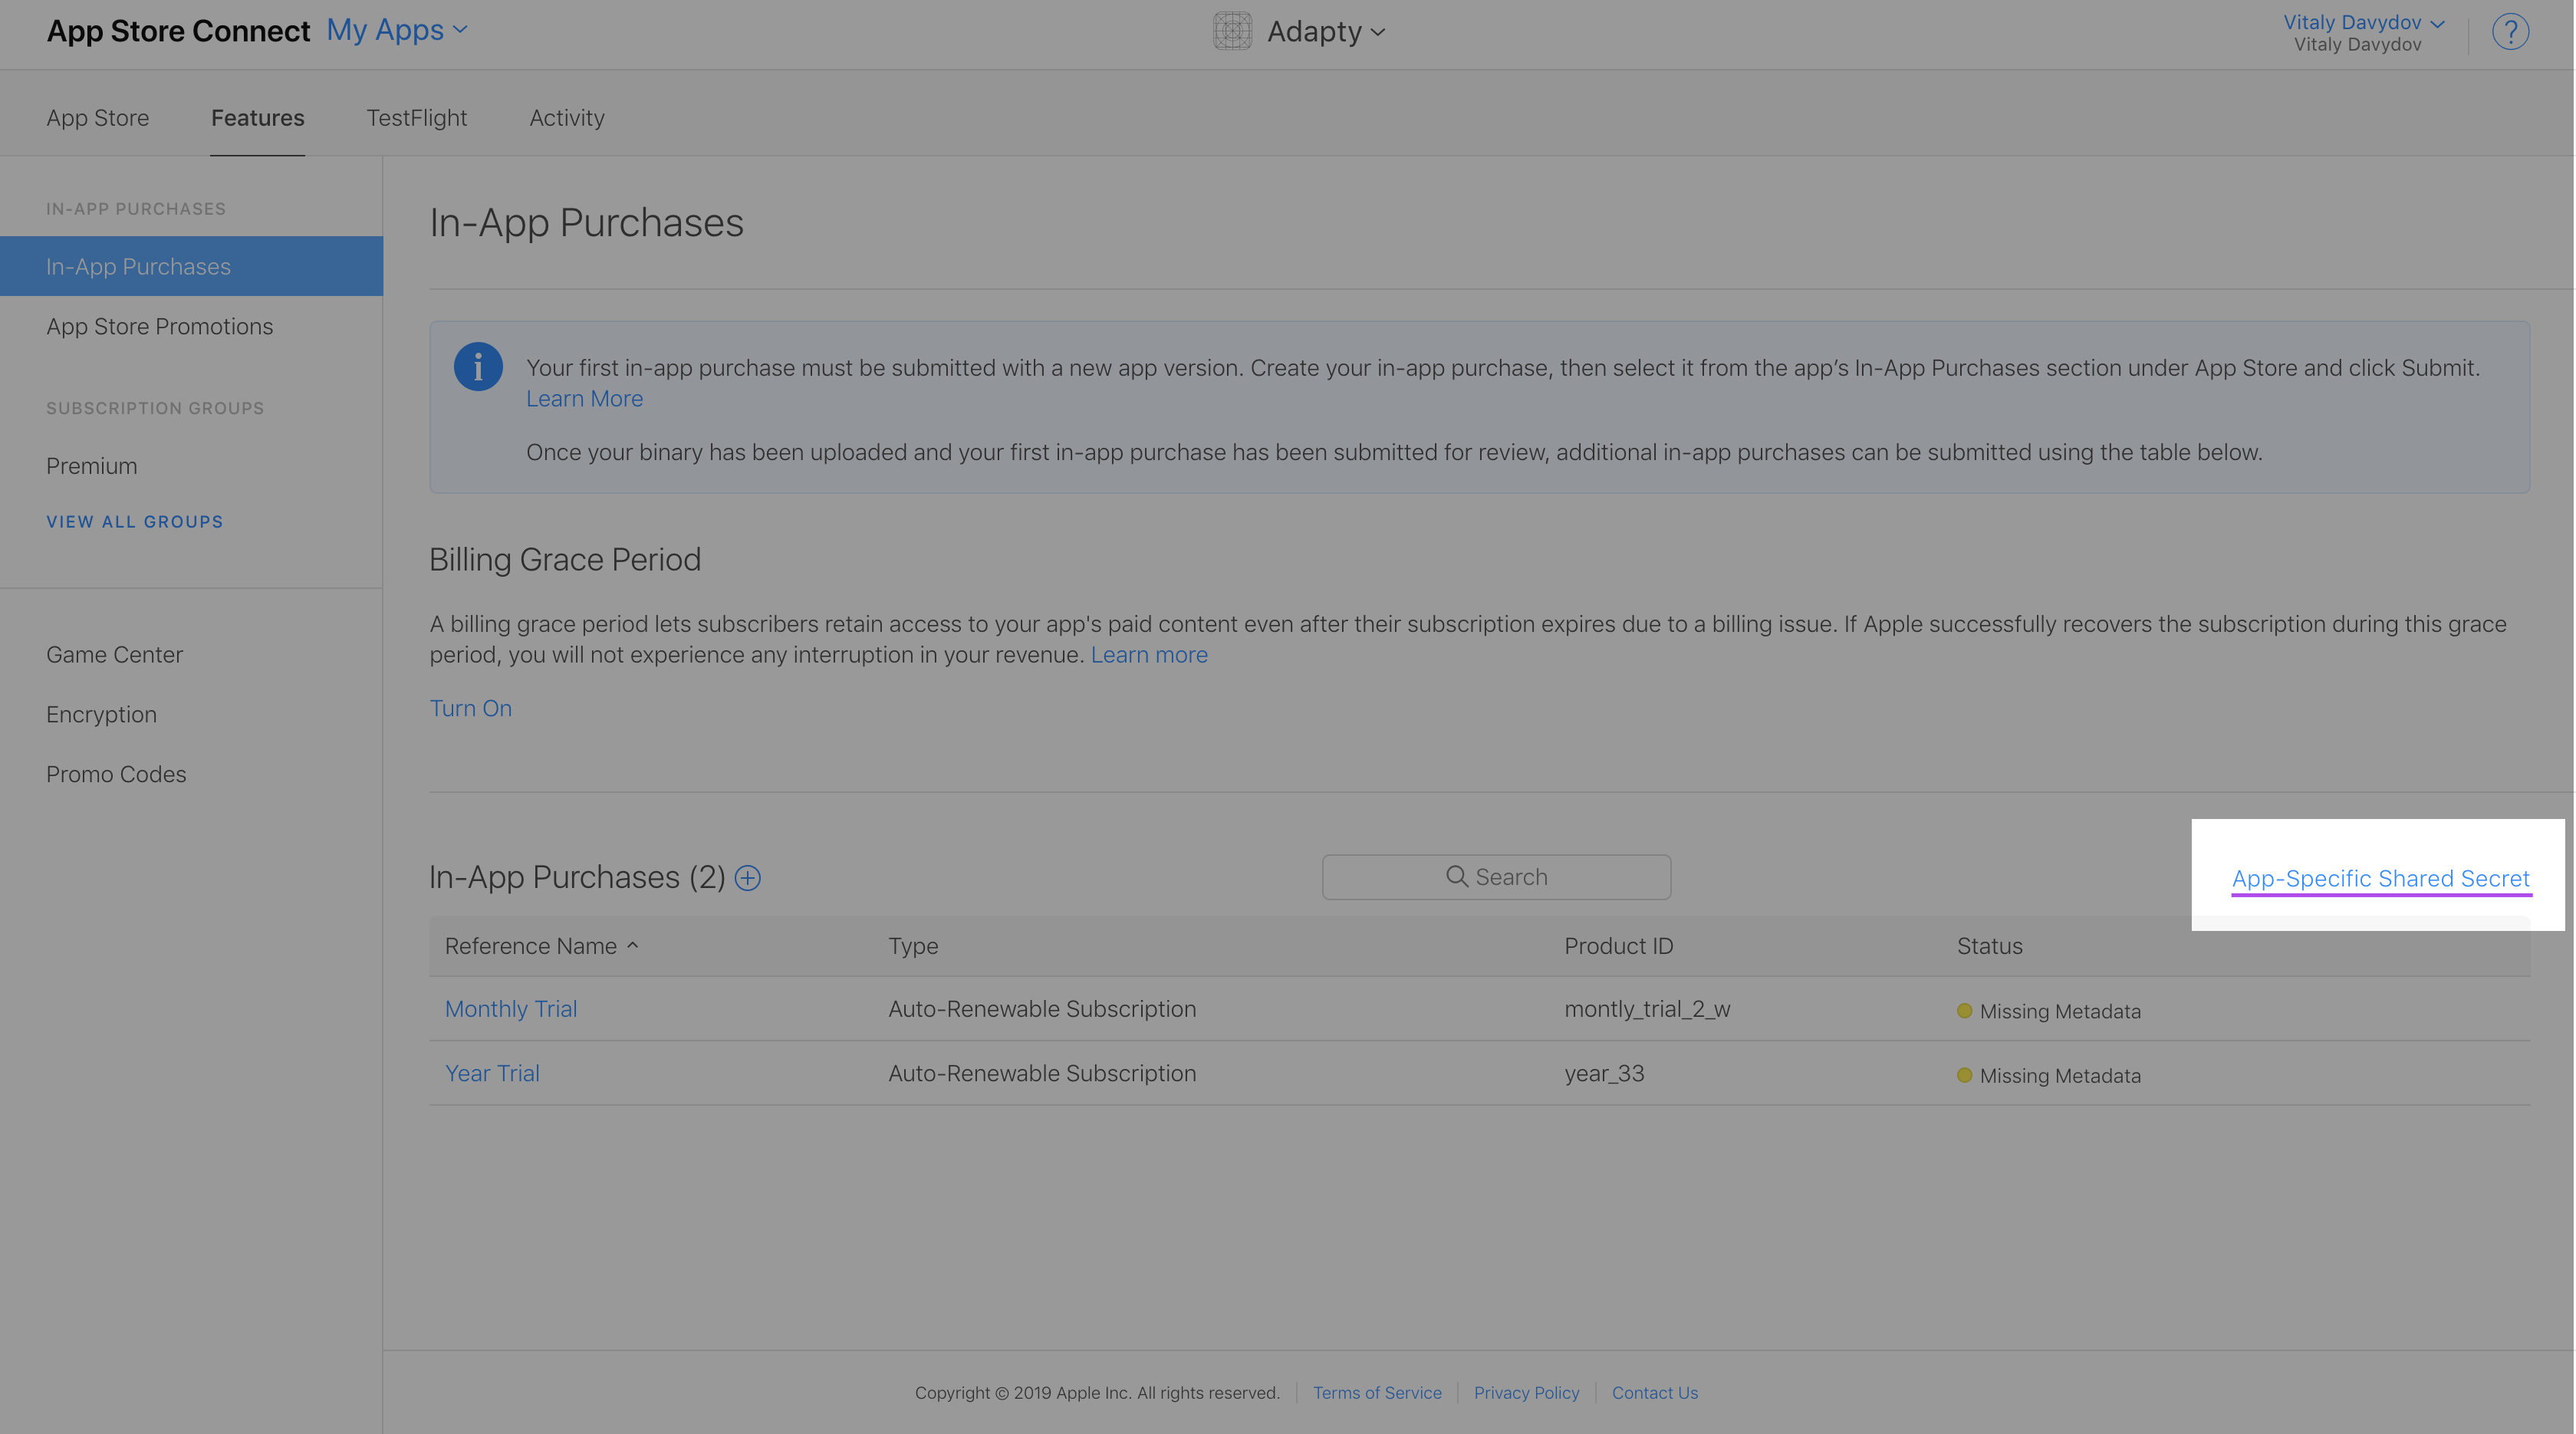 App Store Connect My Apps
Adapty
Vitaly Davydov
Vitaly Davydov
?
App Store
Features
TestFlight
Activity
IN-APP PURCHASES
In-App Purchases
App Store Promotions
SUBSCRIPTION GROUPS
Premium
VIEW ALL GROUPS
Game Center
Encryption
Promo Codes
In-App Purchases
i
Your first in-app purchase must be submitted with a new app version. Create your in-app purchase, then select it from the app’s In-App Purchases section under App Store and click Submit.
Learn More
Once your binary has been uploaded and your first in-app purchase has been submitted for review, additional in-app purchases can be submitted using the table below.
Billing Grace Period
A billing grace period lets subscribers retain access to your app's paid content even after their subscription expires due to a billing issue. If Apple successfully recovers the subscription during this grace
period, you will not experience any interruption in your revenue. Learn more
Turn On
In-App Purchases (2)
Search
App-Specific Shared Secret
Reference Name Type Product ID Status
Monthly Trial Auto-Renewable Subscription montly_trial_2_w Missing Metadata
Year Trial Auto-Renewable Subscription year_33 Missing Metadata
Copyright © 2019 Apple Inc. All rights reserved. Terms of Service Privacy Policy Contact Us